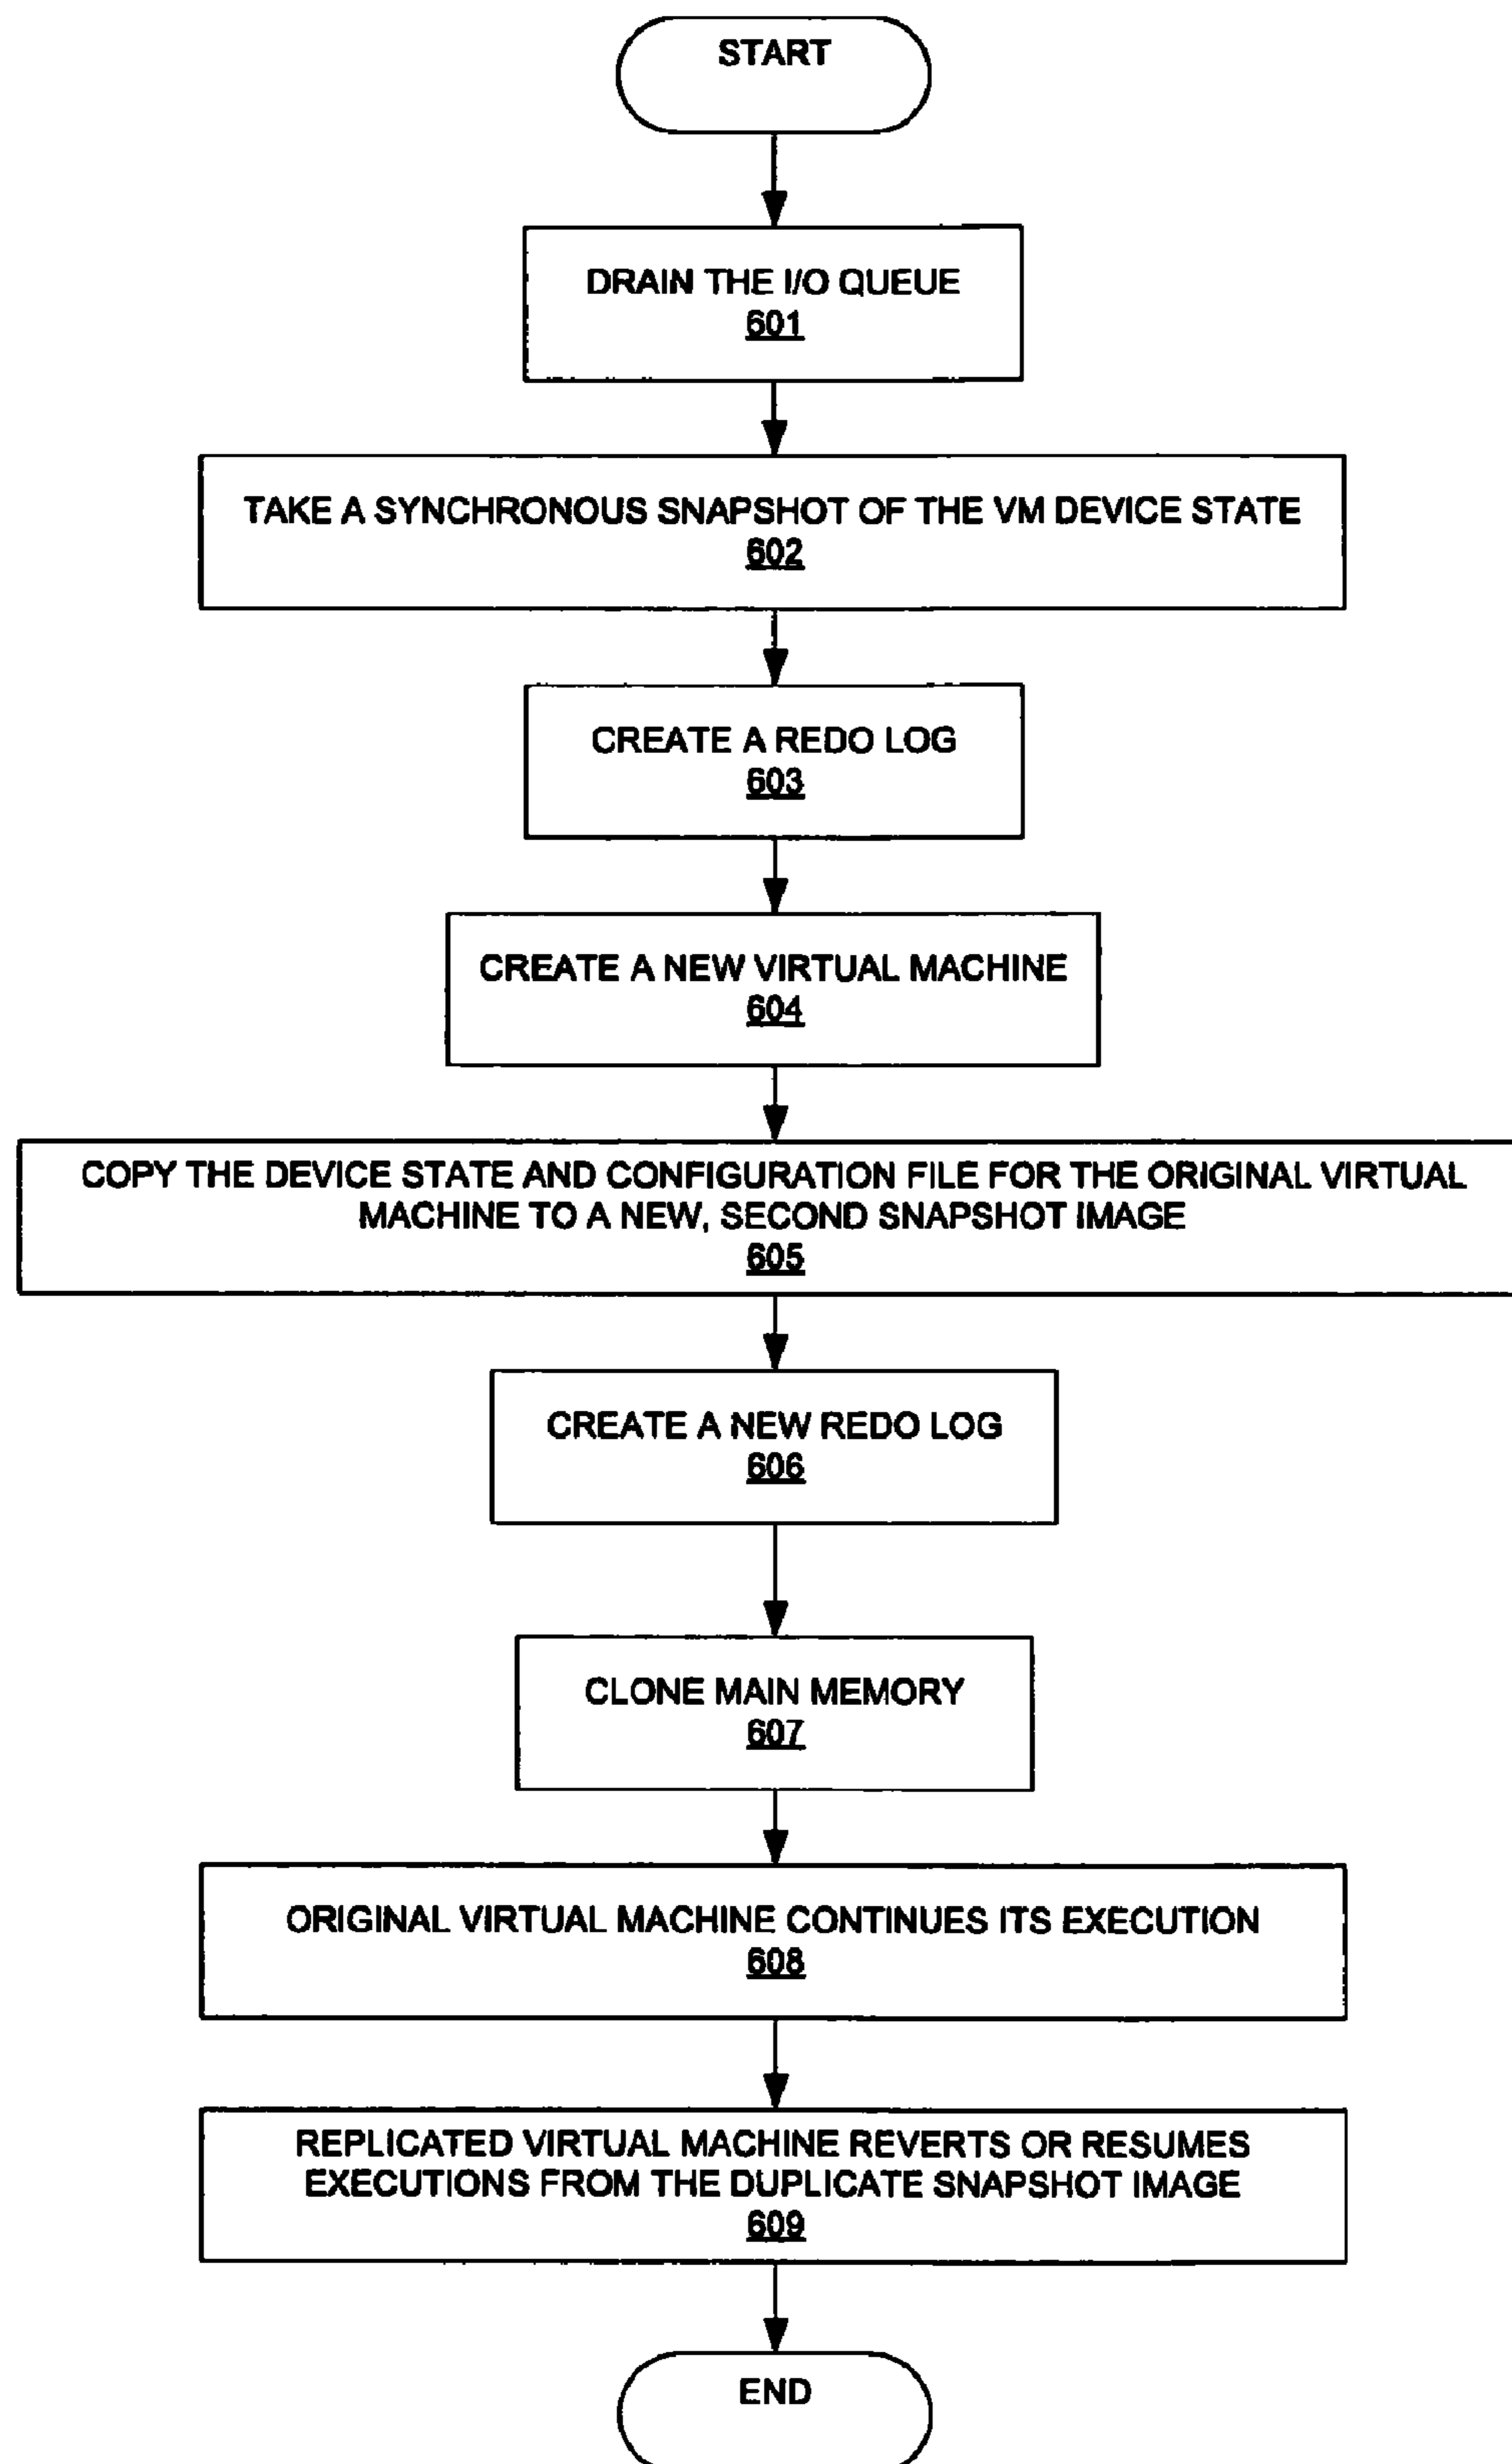 START
DRAIN THE I/O QUEUE
601
TAKE A SYNCHRONOUS SNAPSHOT OF THE VM DEVICE STATE
602
CREATE A REDO LOG
603
CREATE A NEW VIRTUAL MACHINE
604
COPY THE DEVICE STATE AND CONFIGURATION FILE FOR THE ORIGINAL VIRTUAL
MACHINE TO A NEW, SECOND SNAPSHOT IMAGE
605
CREATE A NEW REDO LOG
606
CLONE MAIN MEMORY
607
ORIGINAL VIRTUAL MACHINE CONTINUES ITS EXECUTION
608
REPLICATED VIRTUAL MACHINE REVERTS OR RESUMES
EXECUTIONS FROM THE DUPLICATE SNAPSHOT IMAGE
609
END